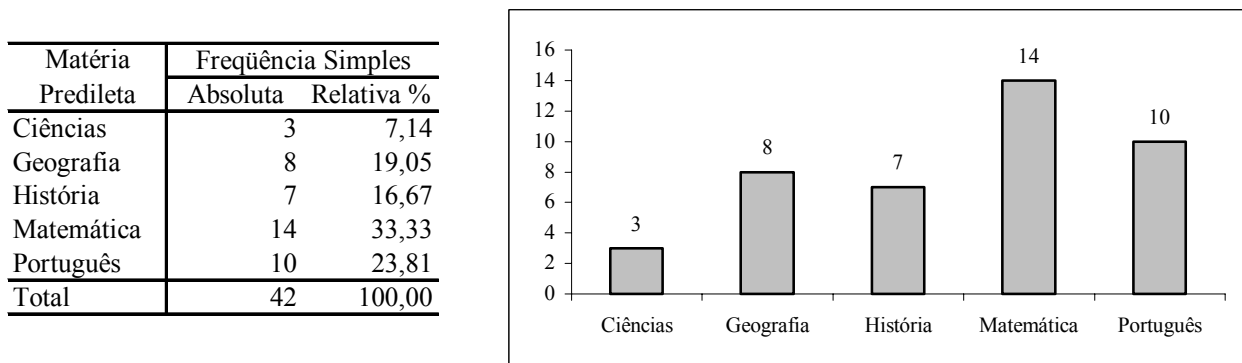 Matéria Freqüência Simples
Predileta Absoluta Relativa %
Ciências 3 7,14
Geografia 8 19,05
História 7 16,67
Matemática 14 33,33
Português 10 23,81
Total 42 100,00
16
14
12
10
8
6
4
2
0
3
8
7
14
10
Ciências Geografia História Matemática Português